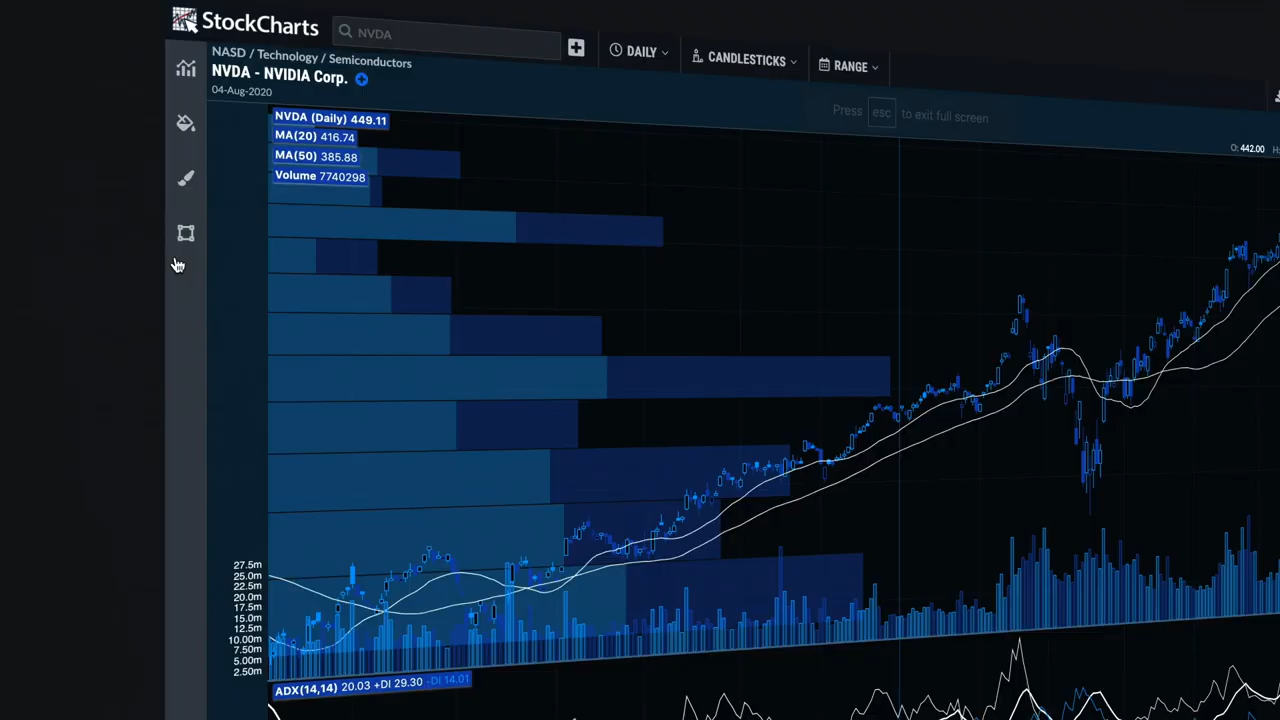 StockCharts
NVDA
DAILY
CANDLESTICKS
RANGE
NASD / Technology / Semiconductors
NVDA - NVIDIA Corp.
04-Aug-2020
Press esc to exit full screen
O: 442.00
NVDA (Daily) 449.11
MA(20) 416.74
MA(50) 385.88
Volume 7740298
27.5m
25.0m
22.5m
20.0m
17.5m
15.0m
12.5m
10.00m
7.50m
5.00m
2.50m
ADX(14,14) 20.03 +DI 29.30 -DI 14.01